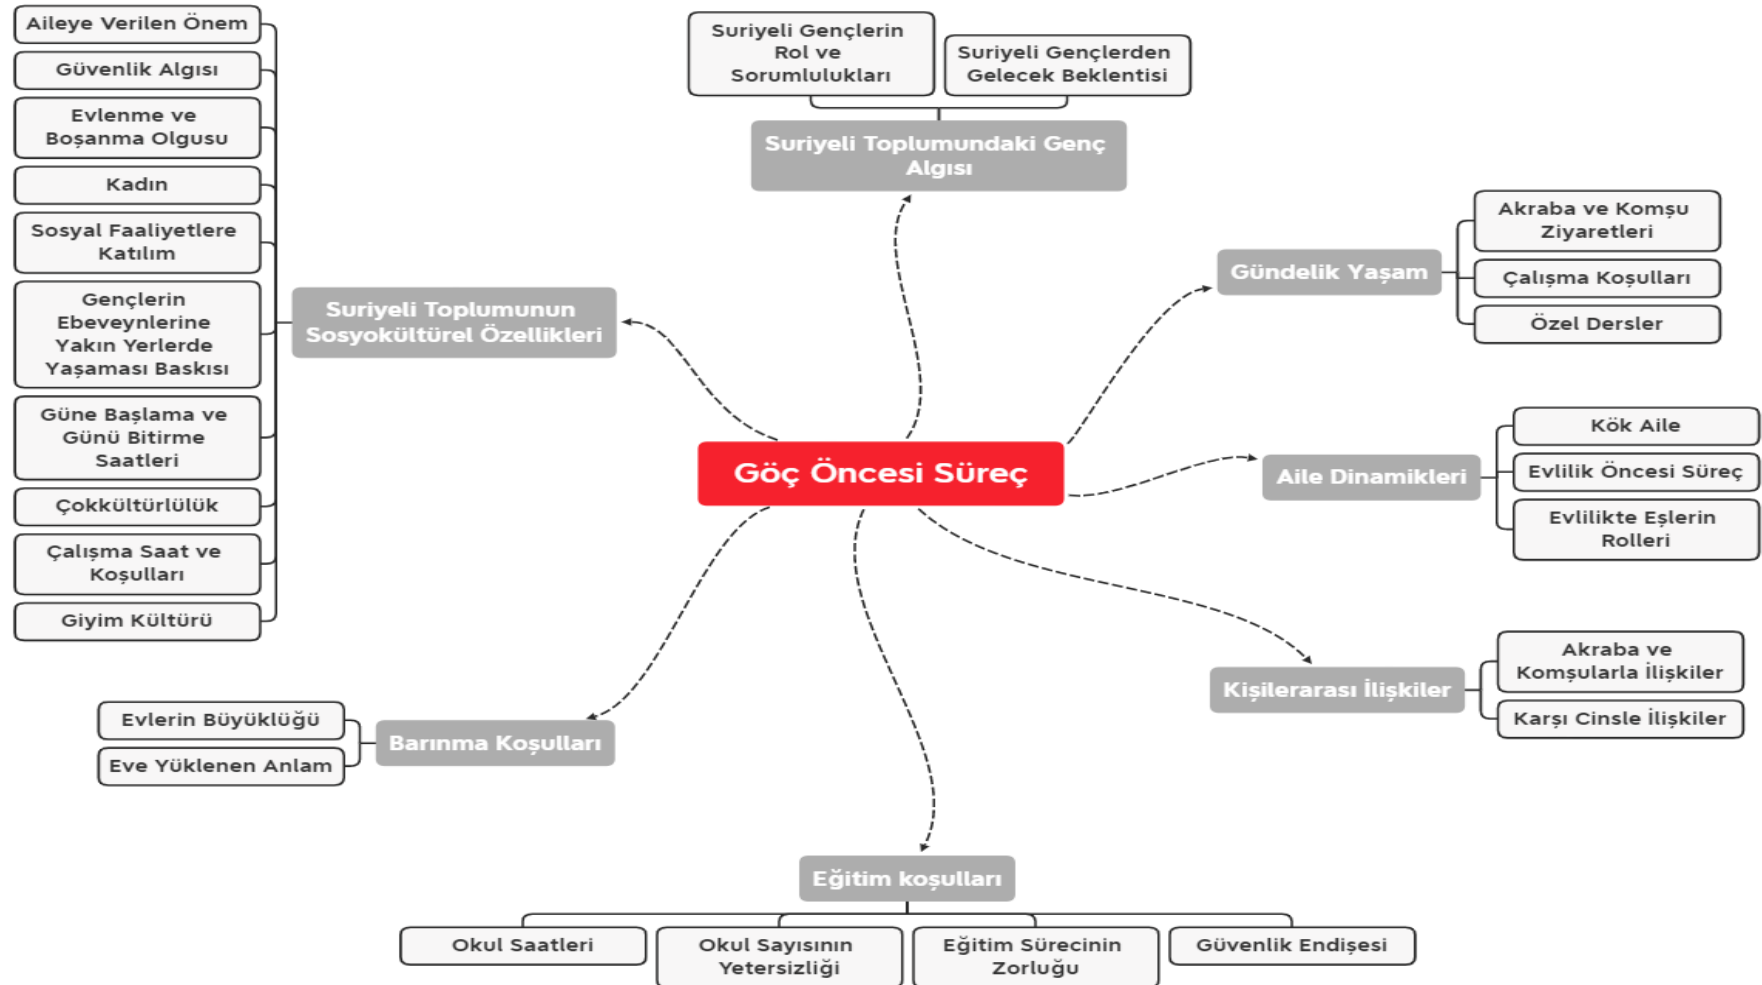 Aileye Verilen Önem
Güvenlik Algısı
Evlenme ve
Boşanma Olgusu
Kadın
Sosyal Faaliyetlere
Katılım
Gençlerin
Ebeveynlerine
Yakın Yerlerde
Yaşaması Baskısı
Güne Başlama ve
Günü Bitirme
Saatleri
Çokkültürlülük
Çalışma Saat ve
Koşulları
Giyim Kültürü
Suriyeli Toplumunun
Sosyokültürel Özellikleri
Suriyeli Gençlerin
Rol ve
Sorumlulukları
Suriyeli Gençlerden
Gelecek Beklentisi
Suriyeli Toplumundaki Genç
Algısı
Gündelik Yaşam
Akraba ve Komşu
Ziyaretleri
Çalışma Koşulları
Özel Dersler
Göç Öncesi Süreç
Aile Dinamikleri
Kök Aile
Evlilik Öncesi Süreç
Evlilikte Eşlerin
Rolleri
Kişilerarası İlişkiler
Akraba ve
Komşularla İlişkiler
Karşı Cinsle İlişkiler
Evlerin Büyüklüğü
Eve Yüklenen Anlam
Barınma Koşulları
Eğitim koşulları
Okul Saatleri
Okul Sayısının
Yetersizliği
Eğitim Sürecinin
Zorluğu
Güvenlik Endişesi